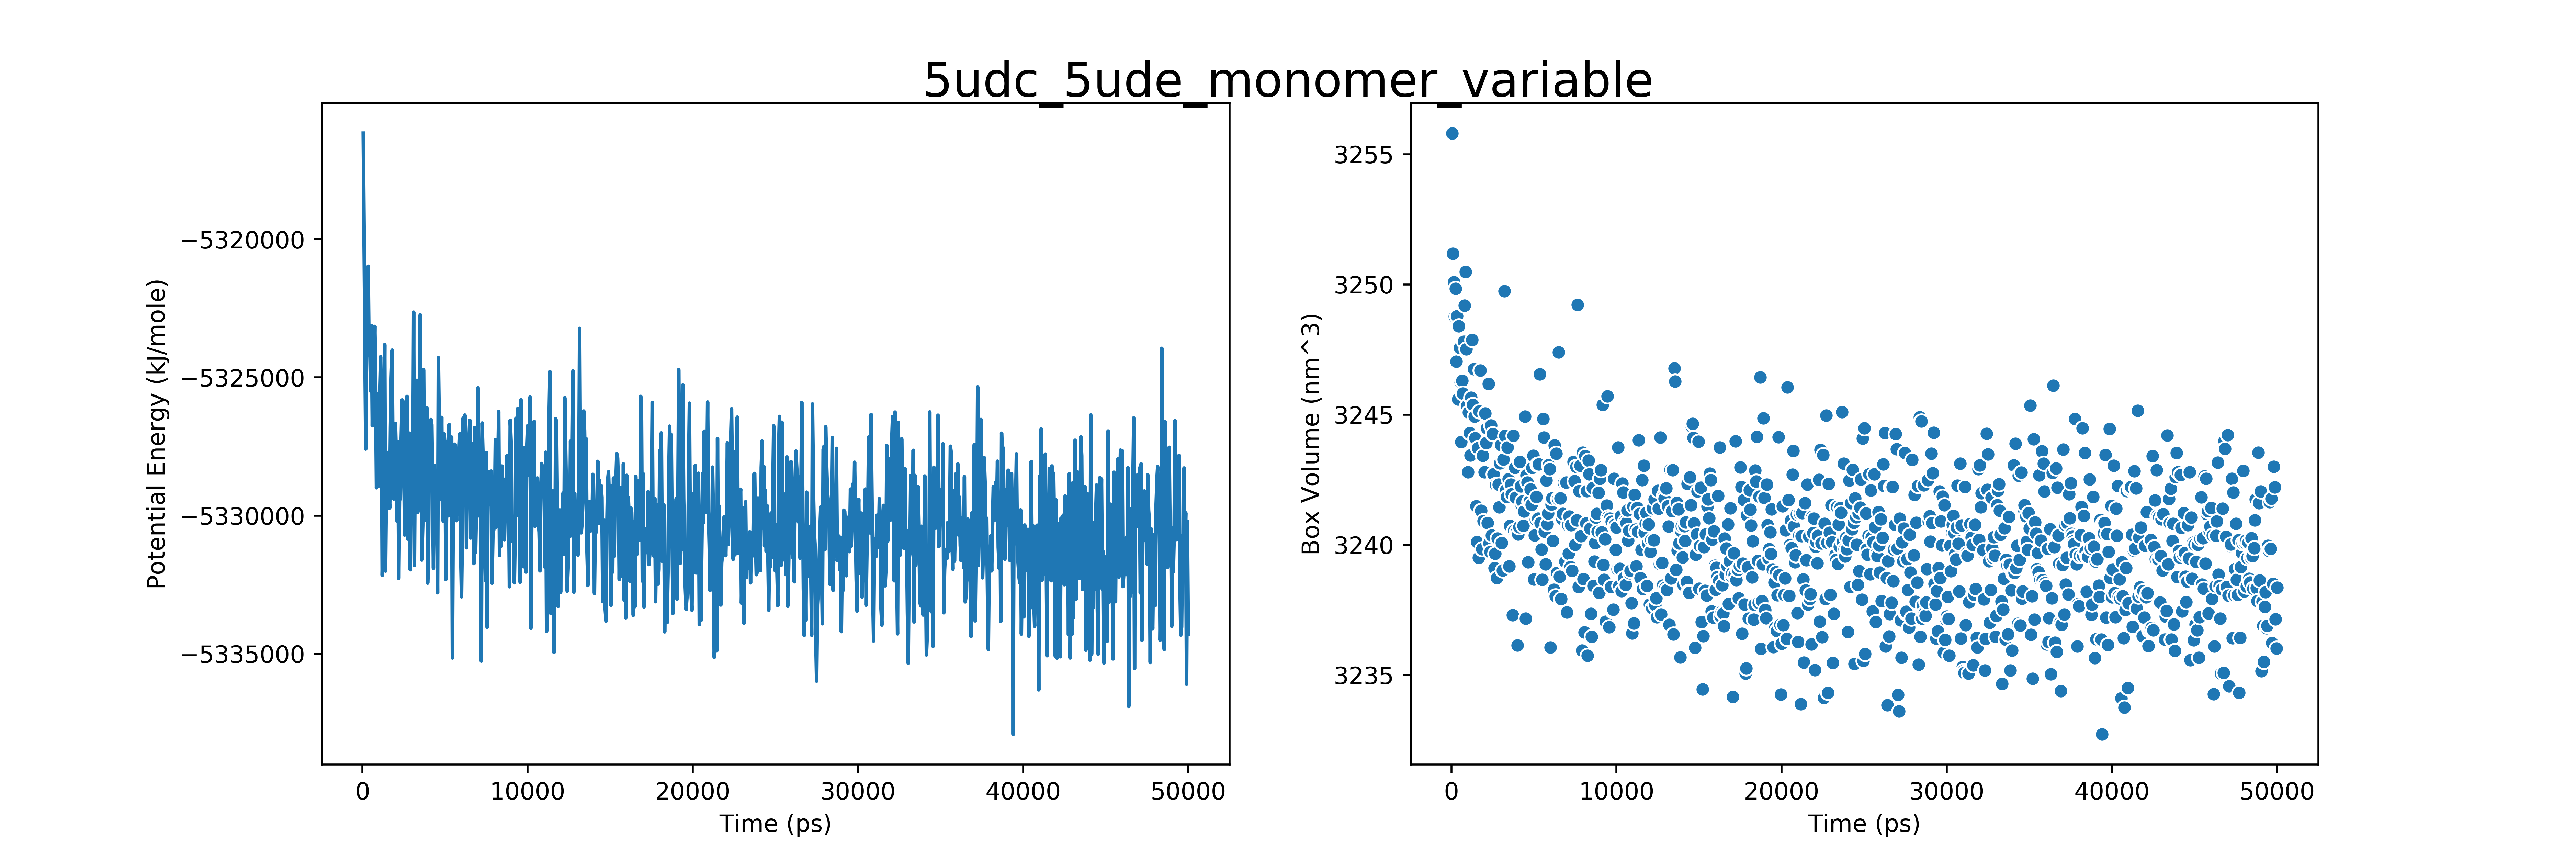 5udc_5ude_monomer_variable
Potential Energy (kJ/mole)
−5320000
−5325000
−5330000
−5335000
0 10000 20000 30000 40000 50000
Time (ps)
Box Volume (nm^3)
3255
3250
3245
3240
3235
0 10000 20000 30000 40000 50000
Time (ps)